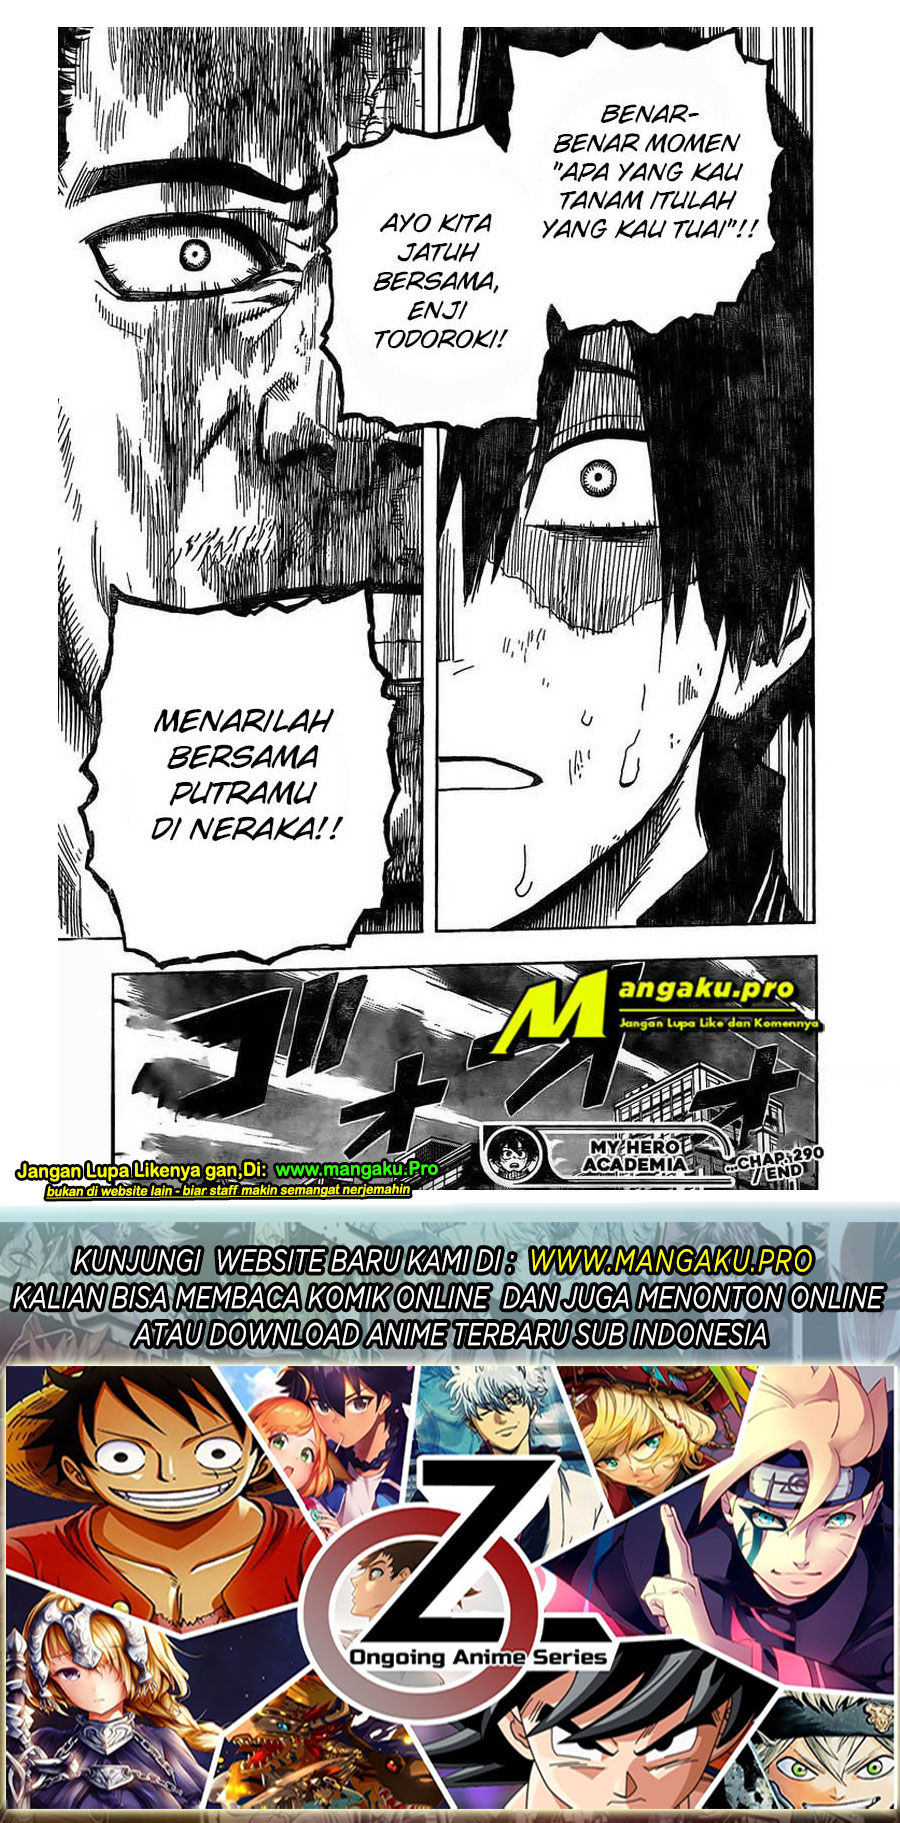 BENAR-
BENAR MOMEN
"APA YANG KAU
TANAM ITULAH
YANG KAU TUAI"!!
AYO KITA
JATUH
BERSAMA,
ENJI
TODOROKI!
MENARILAH
BERSAMA
PUTRAMU
DI NERAKA!!
ゴオオオ
Mangaku.pro
Jangan Lupa Like dan Komennya
MY HERO
ACADEMIA
...CHAP. 290
/ END
Jangan Lupa Likenya gan,Di: www.mangaku.Pro
bukan di website lain - biar staff makin semangat nerjemahin
KUNJUNGI WEBSITE BARU KAMI DI : WWW.MANGAKU.PRO
KALIAN BISA MEMBACA KOMIK ONLINE DAN JUGA MENONTON ONLINE
ATAU DOWNLOAD ANIME TERBARU SUB INDONESIA
OZ
Ongoing Anime Series